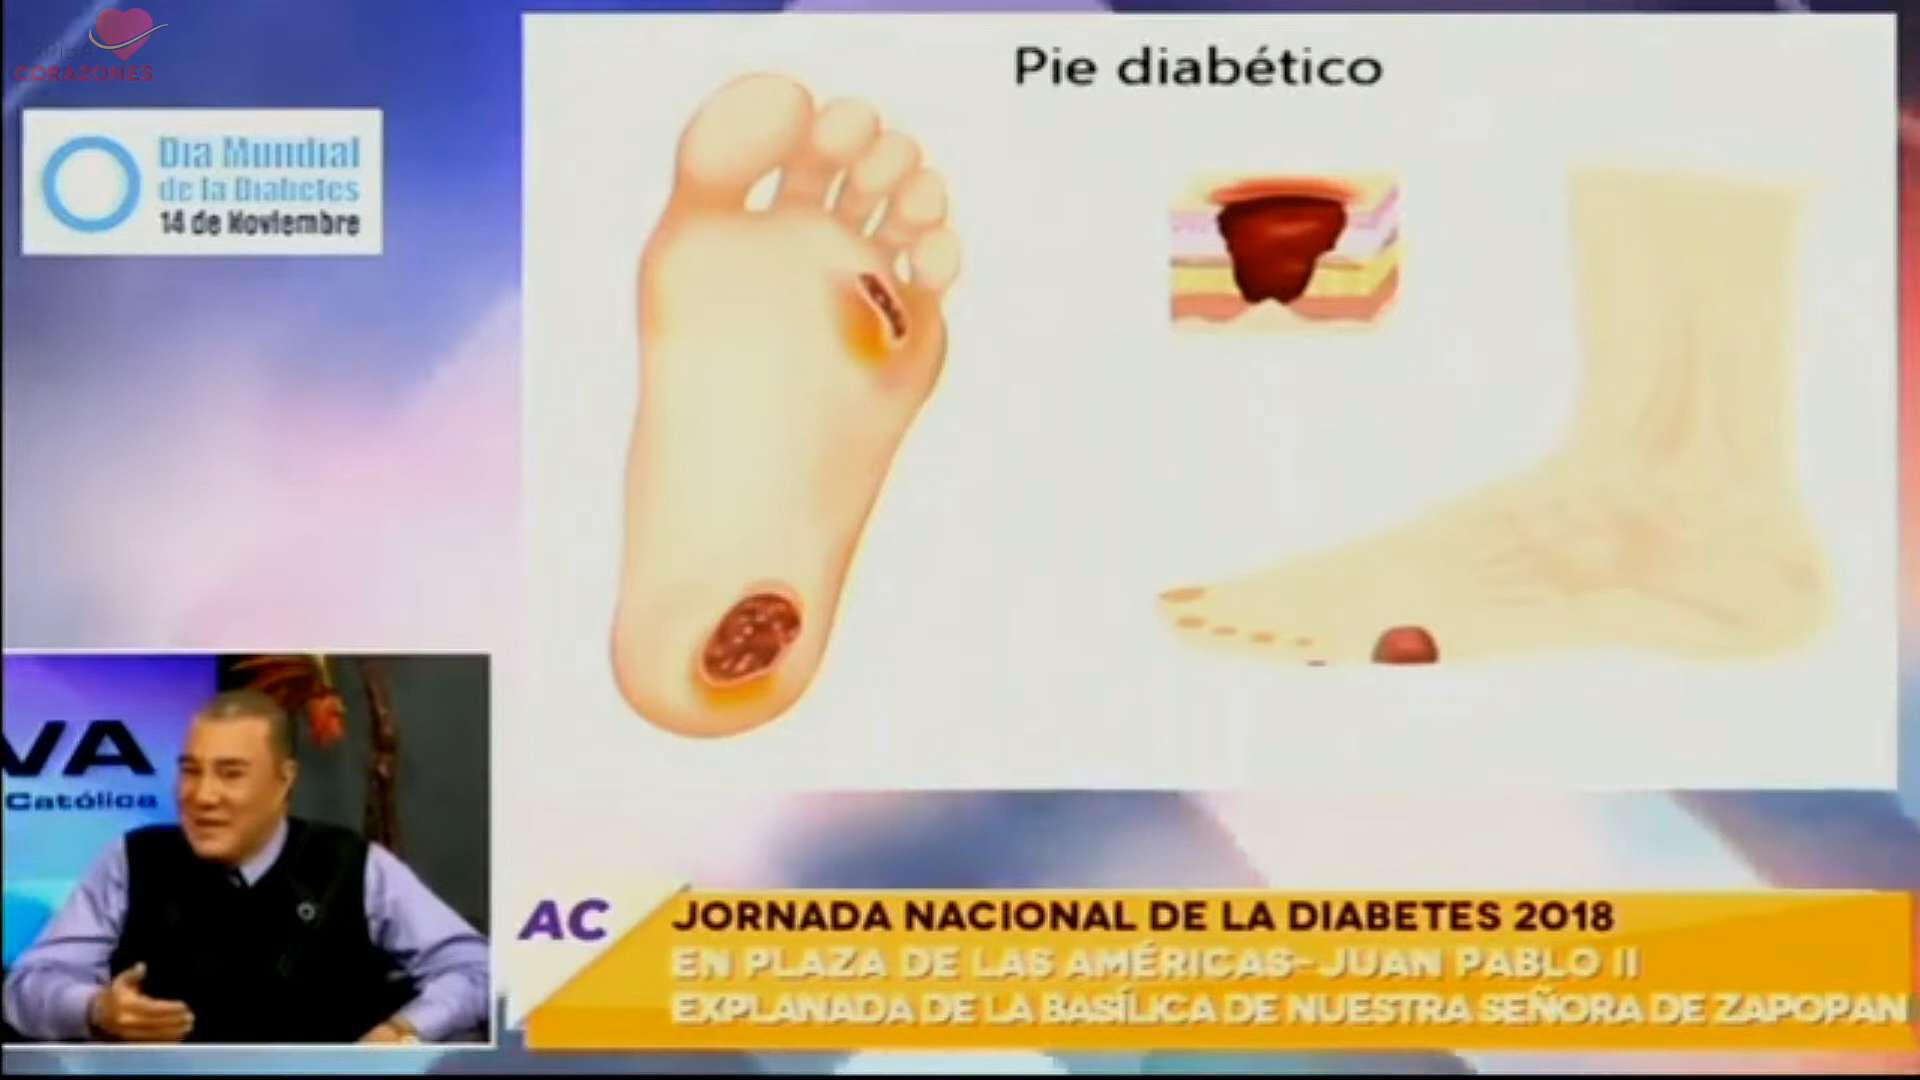 CORAZONES
Día Mundial
de la Diabetes
14 de Noviembre
Pie diabético
VA
Católica
AC
JORNADA NACIONAL DE LA DIABETES 2018
EN PLAZA DE LAS AMÉRICAS-JUAN PABLO II
EXPLANADA DE LA BASÍLICA DE NUESTRA SEÑORA DE ZAPOPAN